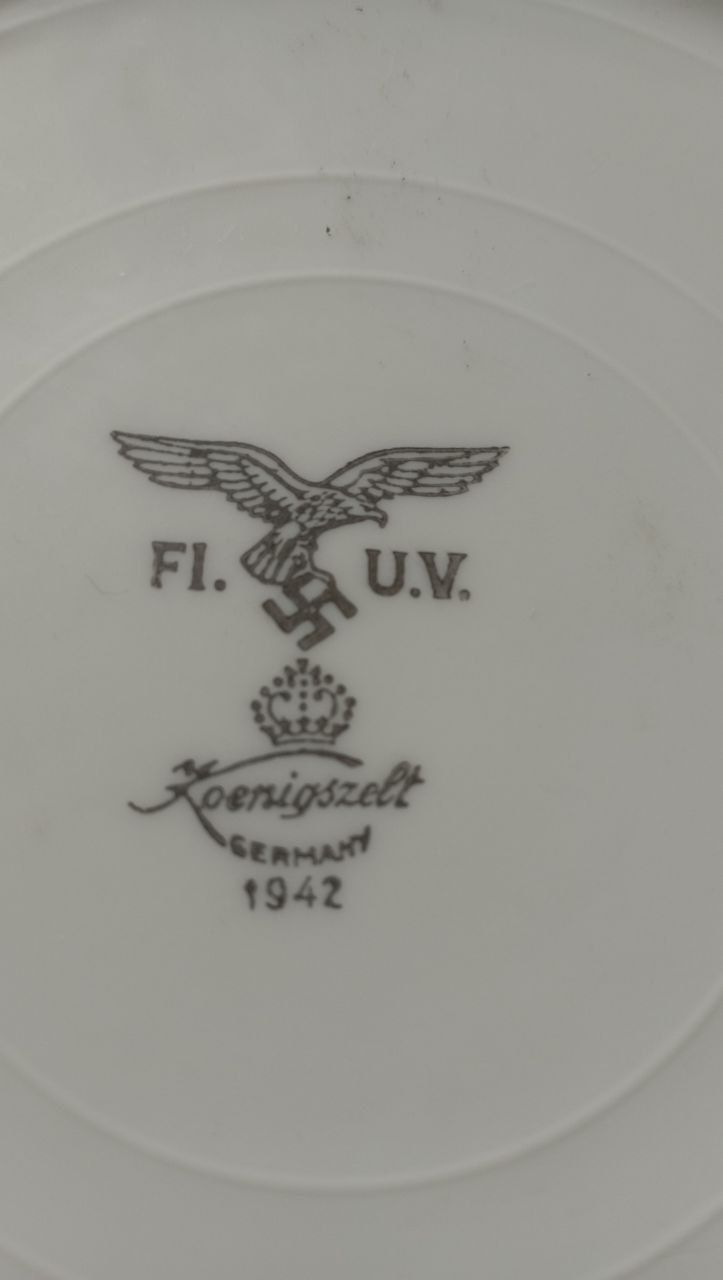 Fl. U.V.
Koenigszelt
GERMANY
1942